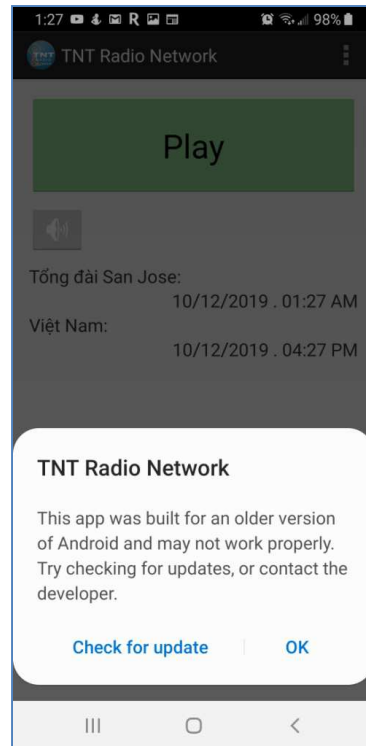 1:27 R 98%
TNT TNT Radio Network
Play
Tổng đài San Jose:
10/12/2019 . 01:27 AM
Việt Nam:
10/12/2019 . 04:27 PM
TNT Radio Network
This app was built for an older version
of Android and may not work properly.
Try checking for updates, or contact the
developer.
Check for update OK